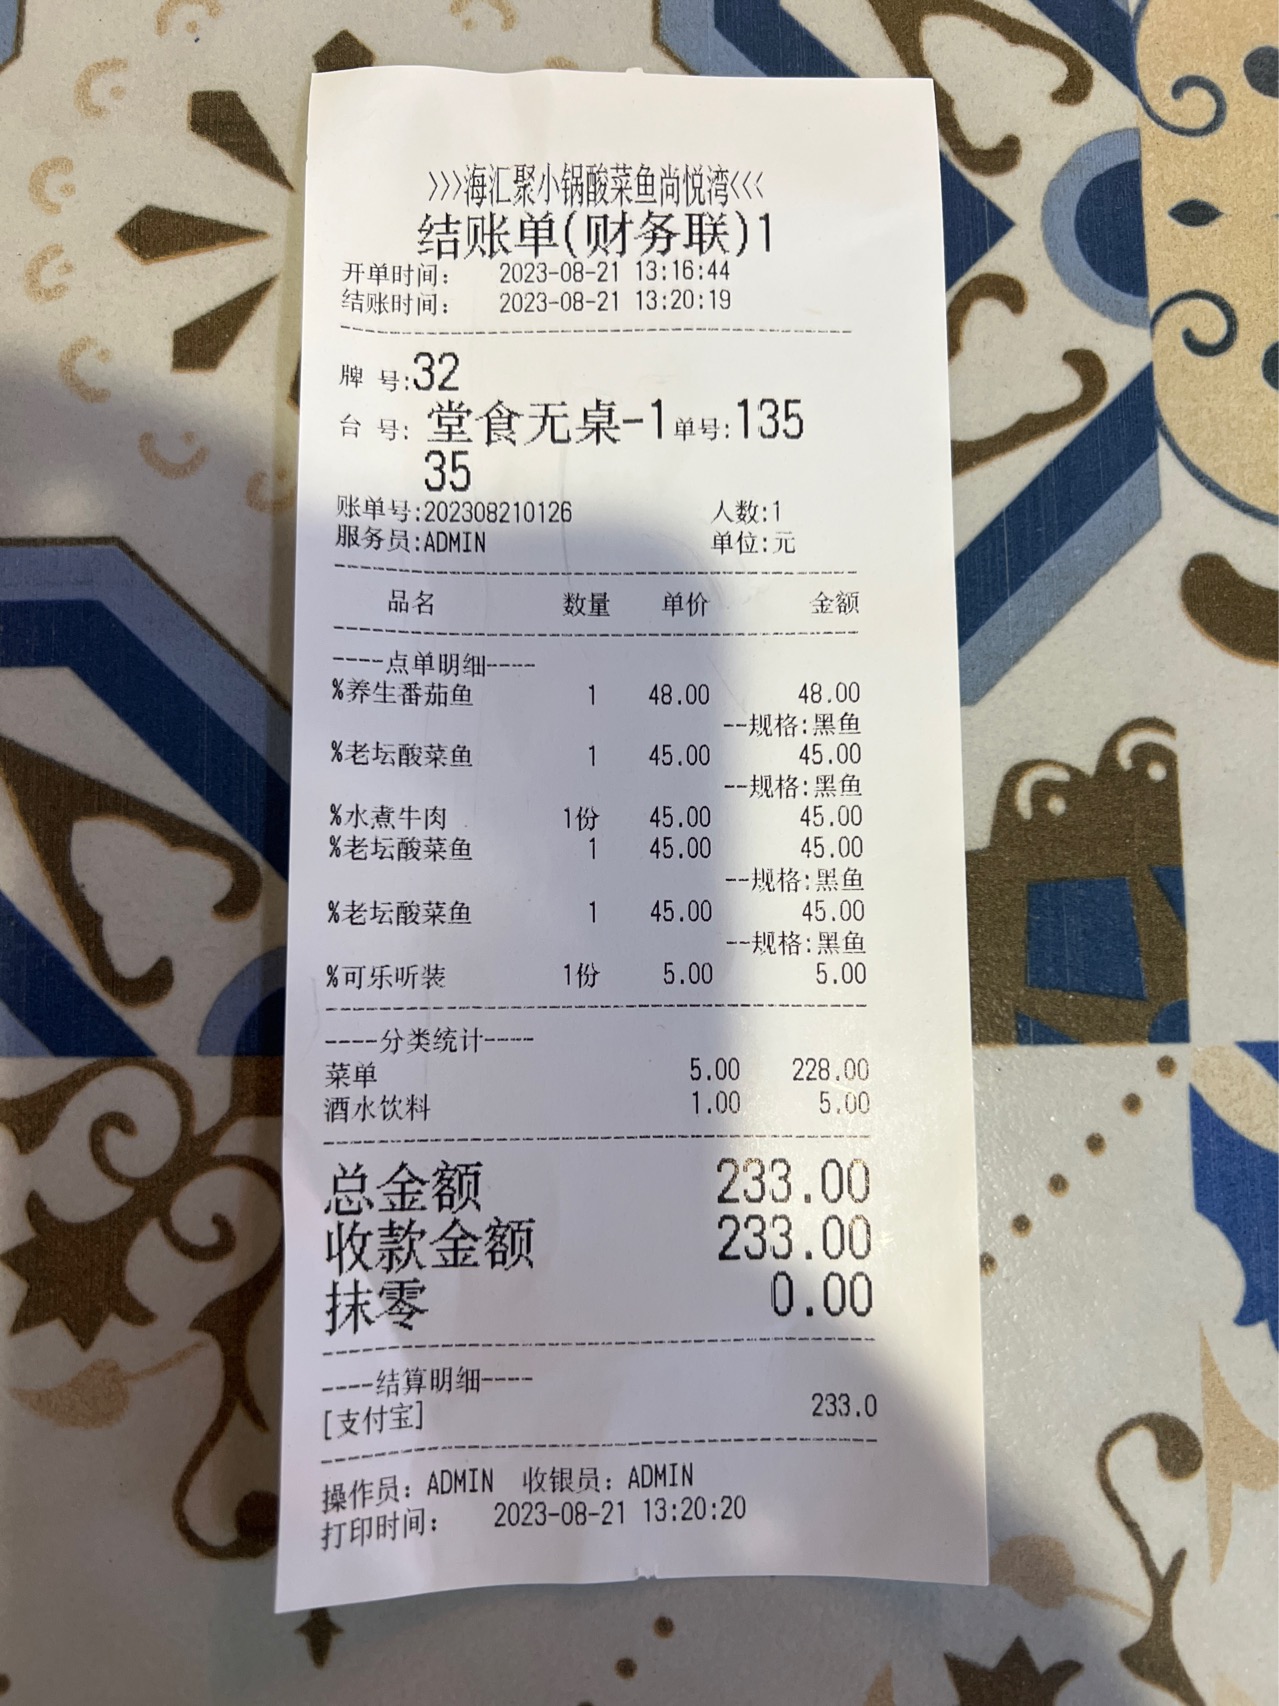 >>>海汇聚小锅酸菜鱼尚悦湾<<<
结账单(财务联)1
开单时间: 2023-08-21 13:16:44
结账时间: 2023-08-21 13:20:19
牌 号:32
台 号: 堂食无桌-1 单号:135
35
账单号:202308210126 人数:1
服务员:ADMIN 单位:元
品名 数量 单价 金额
----点单明细----
%养生番茄鱼 1 48.00 48.00
--规格:黑鱼
%老坛酸菜鱼 1 45.00 45.00
--规格:黑鱼
%水煮牛肉 1份 45.00 45.00
%老坛酸菜鱼 1 45.00 45.00
--规格:黑鱼
%老坛酸菜鱼 1 45.00 45.00
--规格:黑鱼
%可乐听装 1份 5.00 5.00
----分类统计----
菜单 5.00 228.00
酒水饮料 1.00 5.00
总金额 233.00
收款金额 233.00
抹零 0.00
----结算明细----
[支付宝] 233.0
操作员: ADMIN 收银员: ADMIN
打印时间: 2023-08-21 13:20:20